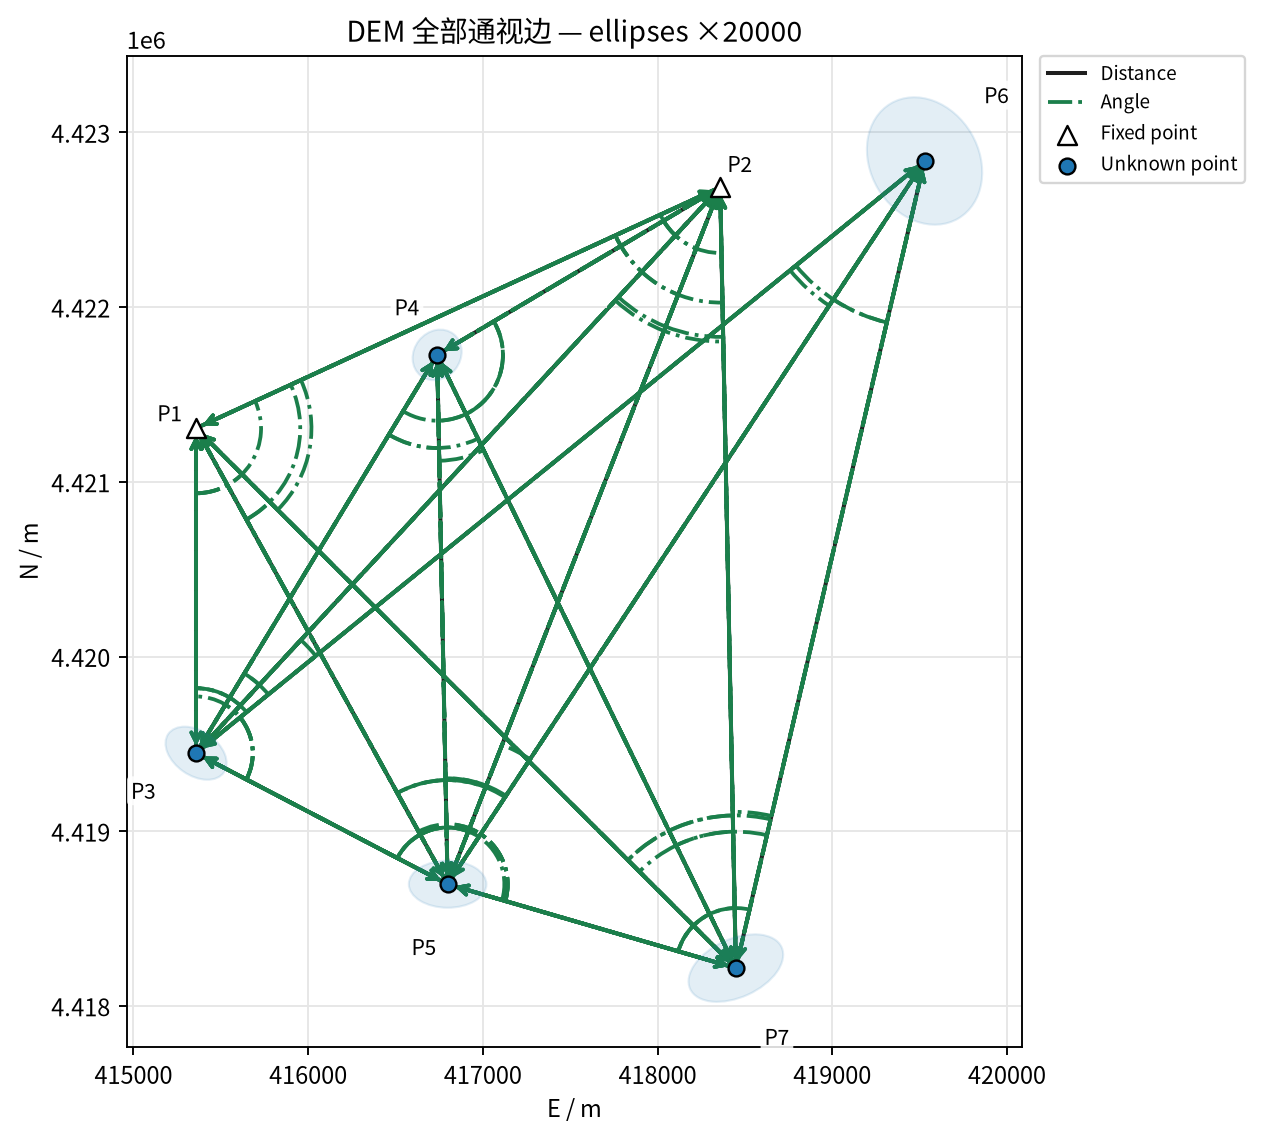 DEM 全部通视边 — ellipses ×20000
1e6
Distance
Angle
Fixed point
Unknown point
P6
P2
P4
P1
P3
P5
P7
4.423
4.422
4.421
4.420
4.419
4.418
N / m
415000
416000
417000
418000
419000
420000
E / m